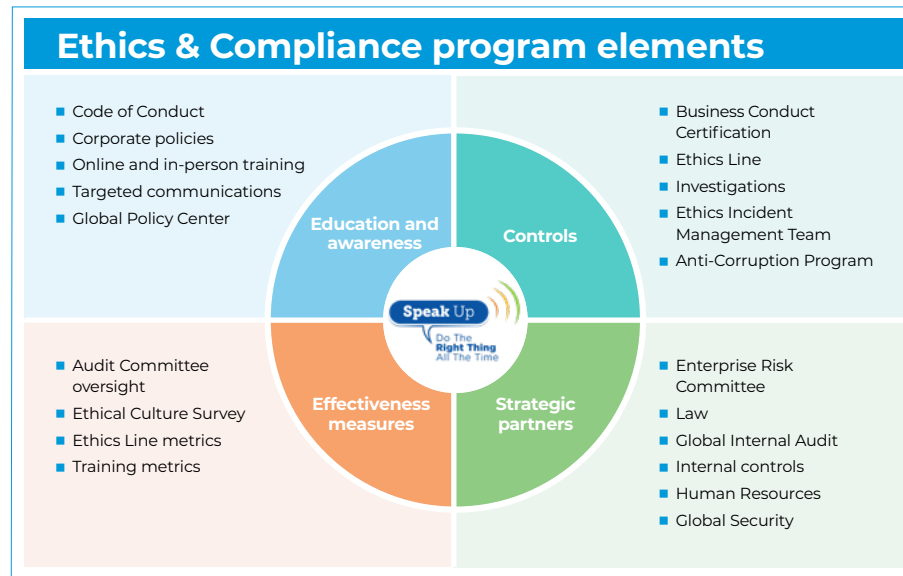 Ethics & Compliance program elements
Code of Conduct
Corporate policies
Online and in-person training
Targeted communications
Global Policy Center
Business Conduct
Certification
Ethics Line
Investigations
Ethics Incident
Management Team
Anti-Corruption Program
Education and
awareness
Controls
Speak Up
Do The
Right Thing
All The Time
Effectiveness
measures
Strategic
partners
Audit Committee
oversight
Ethical Culture Survey
Ethics Line metrics
Training metrics
Enterprise Risk
Committee
Law
Global Internal Audit
Internal controls
Human Resources
Global Security